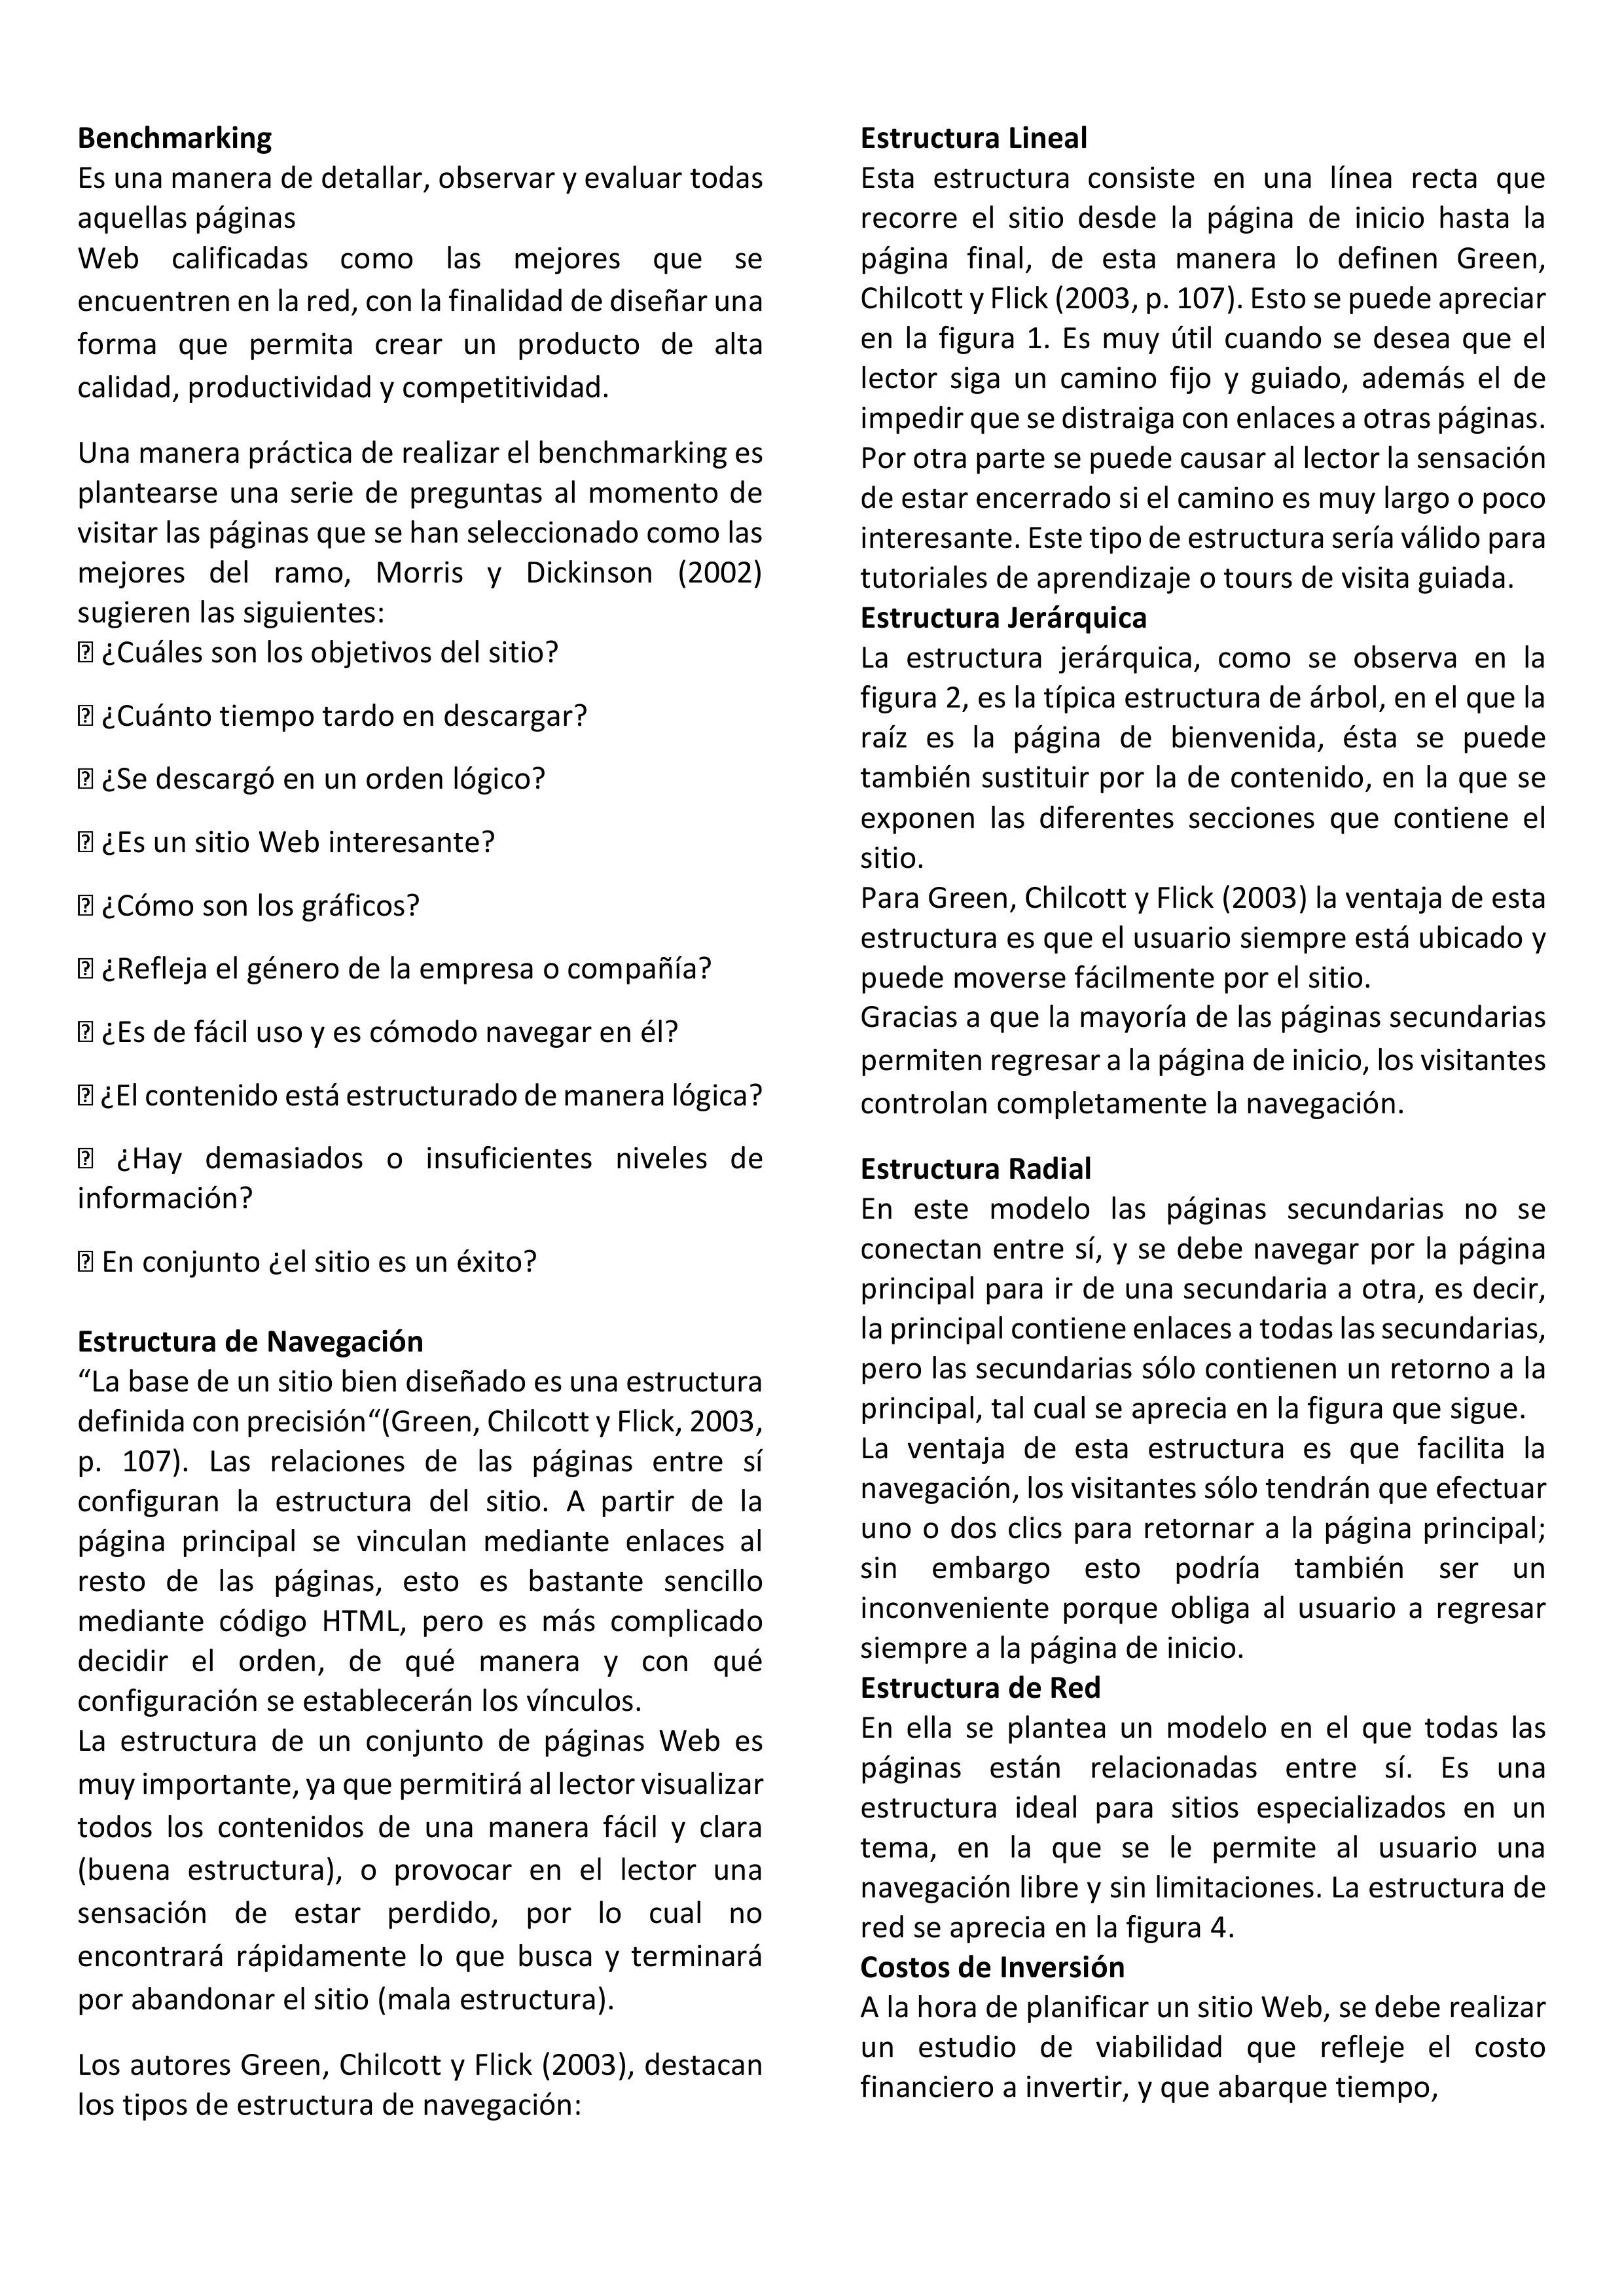 Benchmarking
Es una manera de detallar, observar y evaluar todas
aquellas páginas
Web calificadas como las mejores que se
encuentren en la red, con la finalidad de diseñar una
forma que permita crear un producto de alta
calidad, productividad y competitividad.
Una manera práctica de realizar el benchmarking es
plantearse una serie de preguntas al momento de
visitar las páginas que se han seleccionado como las
mejores del ramo, Morris y Dickinson (2002)
sugieren las siguientes:
⍰ ¿Cuáles son los objetivos del sitio?
⍰ ¿Cuánto tiempo tardo en descargar?
⍰ ¿Se descargó en un orden lógico?
⍰ ¿Es un sitio Web interesante?
⍰ ¿Cómo son los gráficos?
⍰ ¿Refleja el género de la empresa o compañía?
⍰ ¿Es de fácil uso y es cómodo navegar en él?
⍰ ¿El contenido está estructurado de manera lógica?
⍰ ¿Hay demasiados o insuficientes niveles de
información?
⍰ En conjunto ¿el sitio es un éxito?
Estructura de Navegación
“La base de un sitio bien diseñado es una estructura
definida con precisión“(Green, Chilcott y Flick, 2003,
p. 107). Las relaciones de las páginas entre sí
configuran la estructura del sitio. A partir de la
página principal se vinculan mediante enlaces al
resto de las páginas, esto es bastante sencillo
mediante código HTML, pero es más complicado
decidir el orden, de qué manera y con qué
configuración se establecerán los vínculos.
La estructura de un conjunto de páginas Web es
muy importante, ya que permitirá al lector visualizar
todos los contenidos de una manera fácil y clara
(buena estructura), o provocar en el lector una
sensación de estar perdido, por lo cual no
encontrará rápidamente lo que busca y terminará
por abandonar el sitio (mala estructura).
Los autores Green, Chilcott y Flick (2003), destacan
los tipos de estructura de navegación:
Estructura Lineal
Esta estructura consiste en una línea recta que
recorre el sitio desde la página de inicio hasta la
página final, de esta manera lo definen Green,
Chilcott y Flick (2003, p. 107). Esto se puede apreciar
en la figura 1. Es muy útil cuando se desea que el
lector siga un camino fijo y guiado, además el de
impedir que se distraiga con enlaces a otras páginas.
Por otra parte se puede causar al lector la sensación
de estar encerrado si el camino es muy largo o poco
interesante. Este tipo de estructura sería válido para
tutoriales de aprendizaje o tours de visita guiada.
Estructura Jerárquica
La estructura jerárquica, como se observa en la
figura 2, es la típica estructura de árbol, en el que la
raíz es la página de bienvenida, ésta se puede
también sustituir por la de contenido, en la que se
exponen las diferentes secciones que contiene el
sitio.
Para Green, Chilcott y Flick (2003) la ventaja de esta
estructura es que el usuario siempre está ubicado y
puede moverse fácilmente por el sitio.
Gracias a que la mayoría de las páginas secundarias
permiten regresar a la página de inicio, los visitantes
controlan completamente la navegación.
Estructura Radial
En este modelo las páginas secundarias no se
conectan entre sí, y se debe navegar por la página
principal para ir de una secundaria a otra, es decir,
la principal contiene enlaces a todas las secundarias,
pero las secundarias sólo contienen un retorno a la
principal, tal cual se aprecia en la figura que sigue.
La ventaja de esta estructura es que facilita la
navegación, los visitantes sólo tendrán que efectuar
uno o dos clics para retornar a la página principal;
sin embargo esto podría también ser un
inconveniente porque obliga al usuario a regresar
siempre a la página de inicio.
Estructura de Red
En ella se plantea un modelo en el que todas las
páginas están relacionadas entre sí. Es una
estructura ideal para sitios especializados en un
tema, en la que se le permite al usuario una
navegación libre y sin limitaciones. La estructura de
red se aprecia en la figura 4.
Costos de Inversión
A la hora de planificar un sitio Web, se debe realizar
un estudio de viabilidad que refleje el costo
financiero a invertir, y que abarque tiempo,